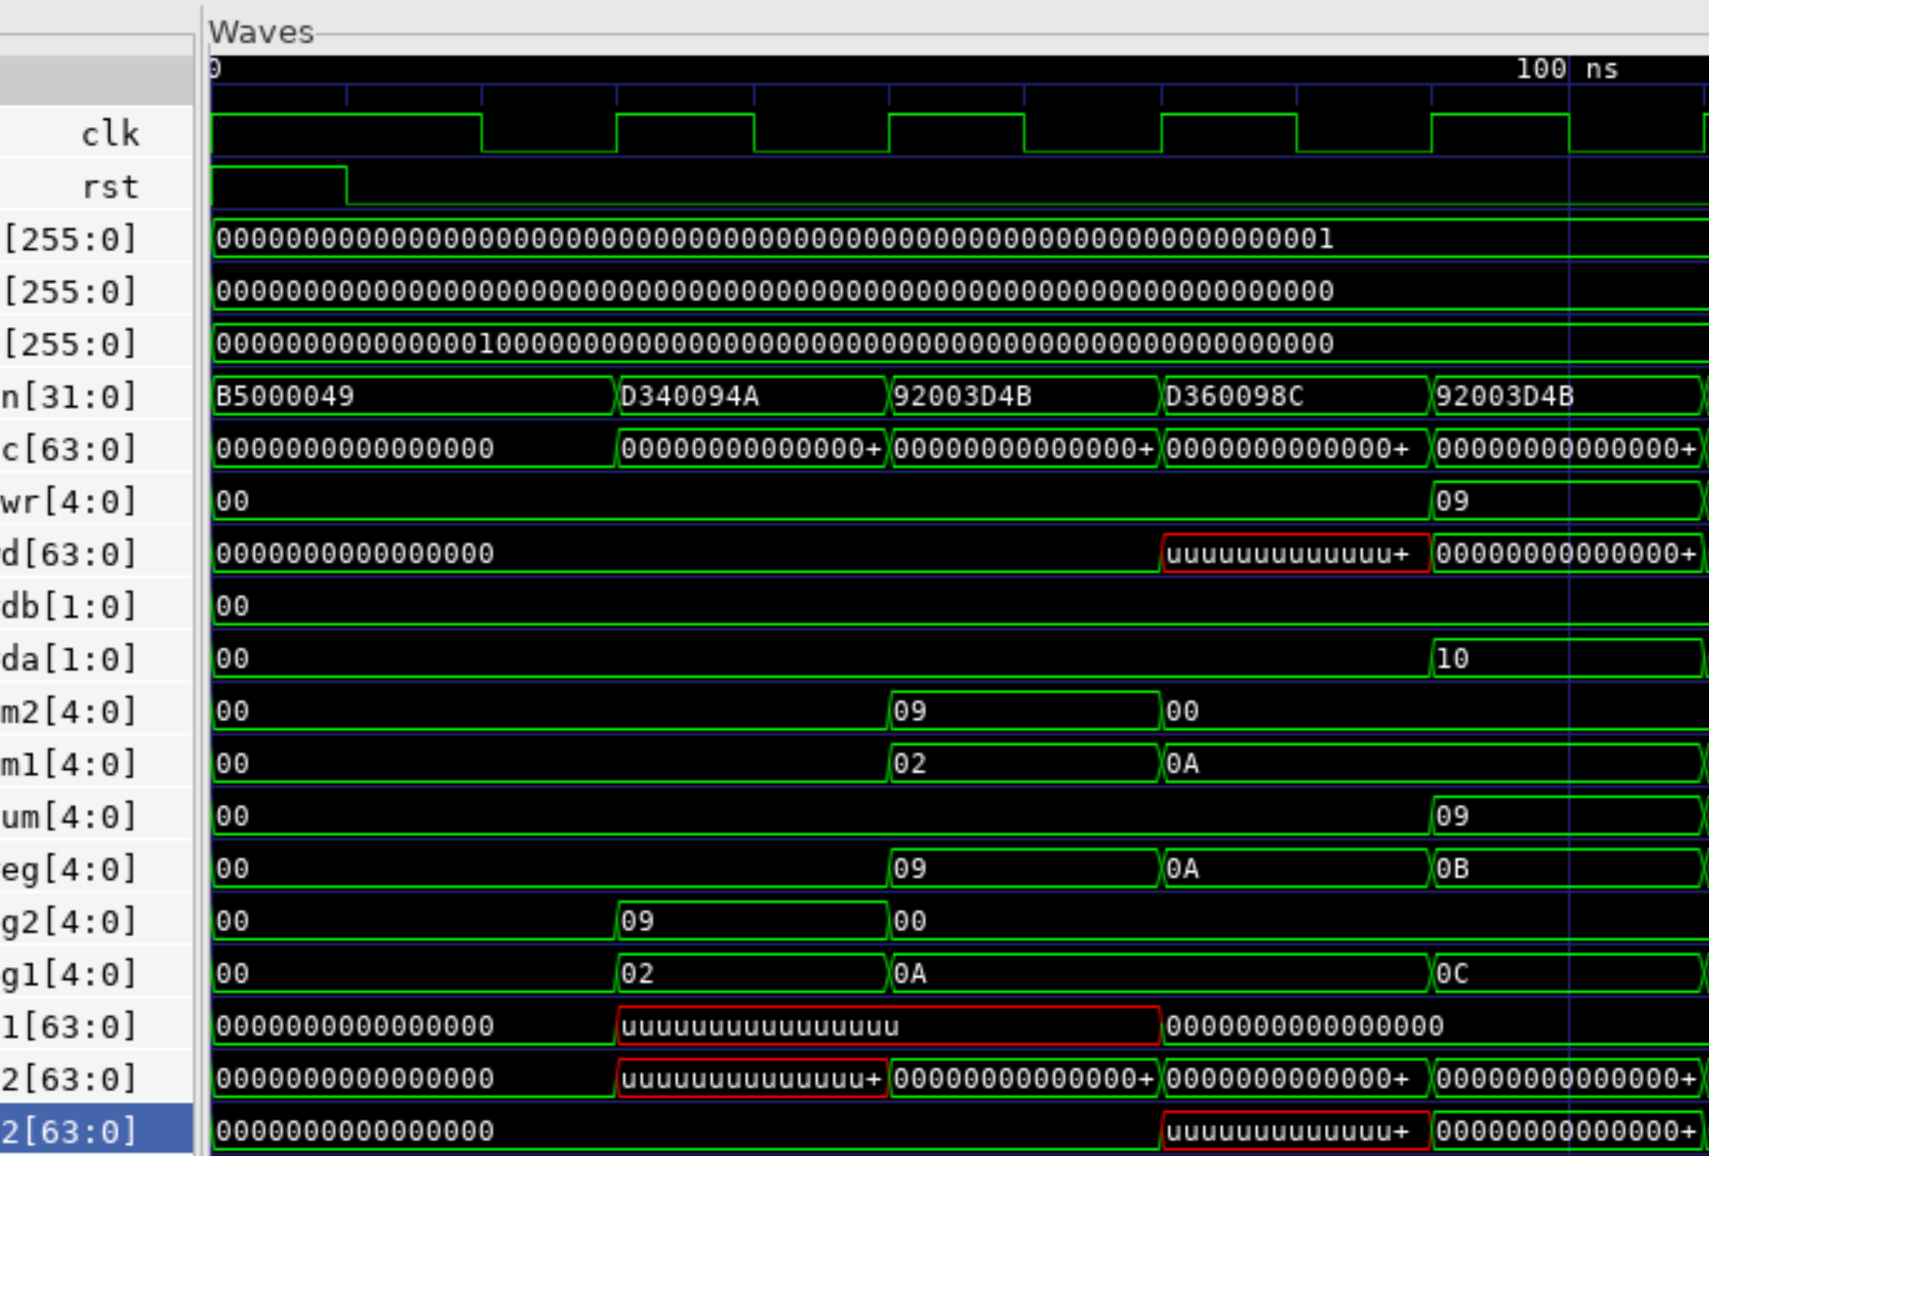 Waves
0 100 ns
clk
rst
[255:0] 0000000000000000000000000000000000000000000000000000000000000001
[255:0] 0000000000000000000000000000000000000000000000000000000000000000
[255:0] 0000000000000001000000000000000000000000000000000000000000000000
n[31:0] B5000049 D340094A 92003D4B D360098C 92003D4B
c[63:0] 0000000000000000 00000000000000+ 00000000000000+ 0000000000000+ 00000000000000+
wr[4:0] 00 09
d[63:0] 0000000000000000 uuuuuuuuuuuuu+ 00000000000000+
db[1:0] 00
da[1:0] 00 10
m2[4:0] 00 09 00
m1[4:0] 00 02 0A
um[4:0] 00 09
eg[4:0] 00 09 0A 0B
g2[4:0] 00 09 00
g1[4:0] 00 02 0A 0C
1[63:0] 0000000000000000 uuuuuuuuuuuuuuuu 0000000000000000
2[63:0] 0000000000000000 uuuuuuuuuuuuuu+ 00000000000000+ 0000000000000+ 00000000000000+
2[63:0] 0000000000000000 uuuuuuuuuuuuu+ 00000000000000+